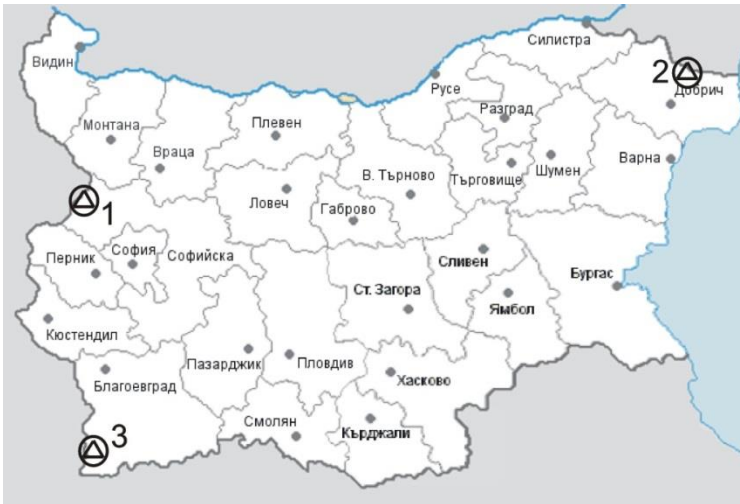 Силистра
Видин
2
Русе
Добрич
Разград
Монтана
Плевен
Враца
Варна
В. Търново
Търговище
Шумен
Ловеч
Габрово
1
София
Перник
Софийска
Сливен
Бургас
Ст. Загора
Ямбол
Кюстендил
Пазарджик
Пловдив
Благоевград
Хасково
Смолян
3
Кърджали